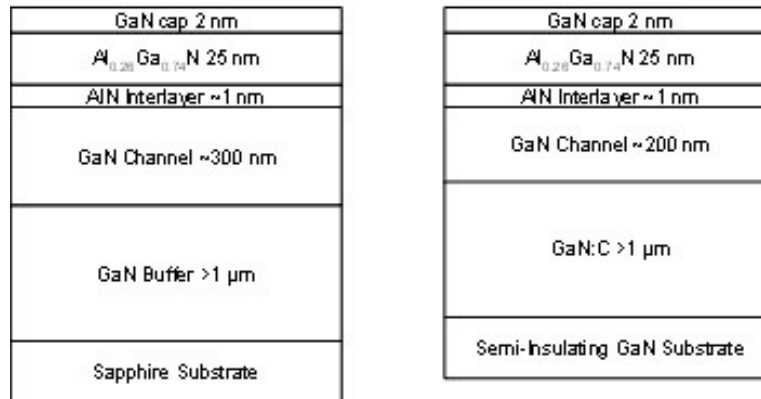 GaN cap 2 nm
Al0.26Ga0.74N 25 nm
AlN Interlayer ~1 nm
GaN Channel ~300 nm
GaN Buffer >1 µm
Sapphire Substrate
GaN cap 2 nm
Al0.26Ga0.74N 25 nm
AlN Interlayer ~ 1 nm
GaN Channel ~200 nm
GaN:C >1 µm
Semi-Insulating GaN Substrate